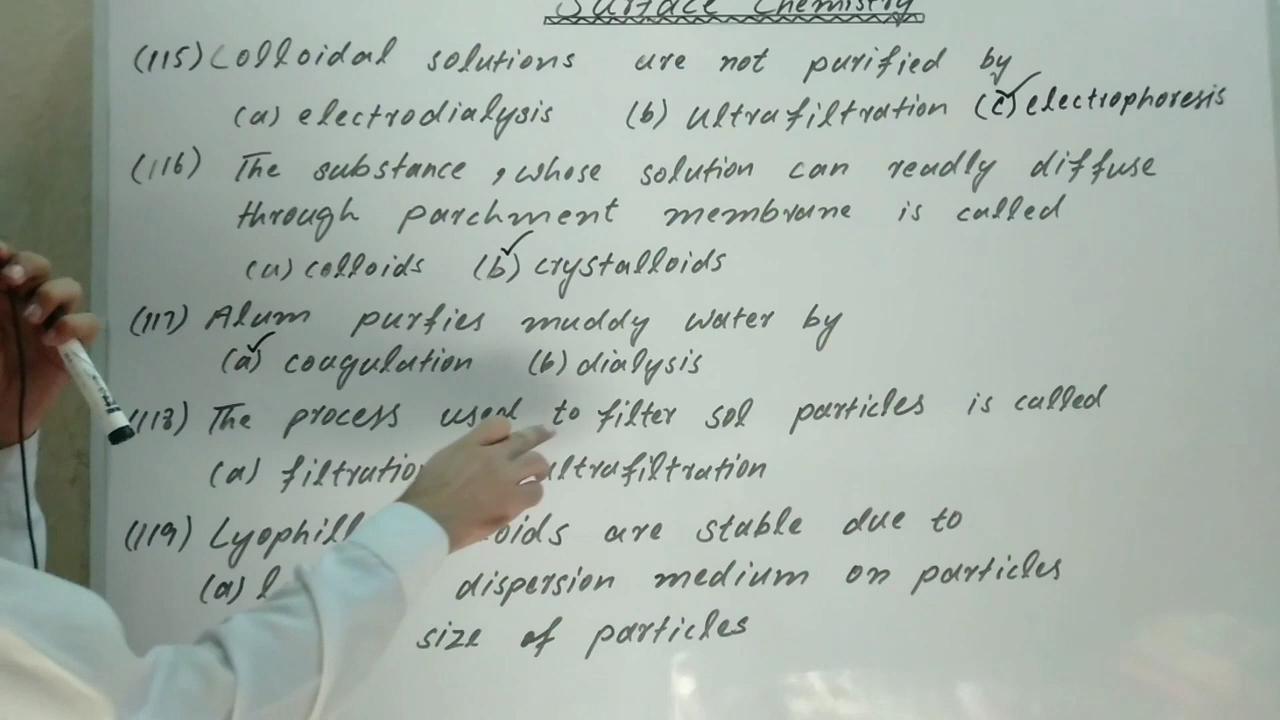 Surface Chemistry
(115) Colloidal solutions are not purified by
(a) electrodialysis (b) ultrafiltration (c) electrophoresis
(116) The substance, whose solution can readly diffuse
through parchment membrane is called
(a) colloids (b) crystalloids
(117) Alum purfies muddy water by
(a) coagulation (b) dialysis
(118) The process used to filter sol particles is called
(a) filtration ultrafiltration
(119) Lyophill oids are stable due to
(a) l dispersion medium on particles
size of particles